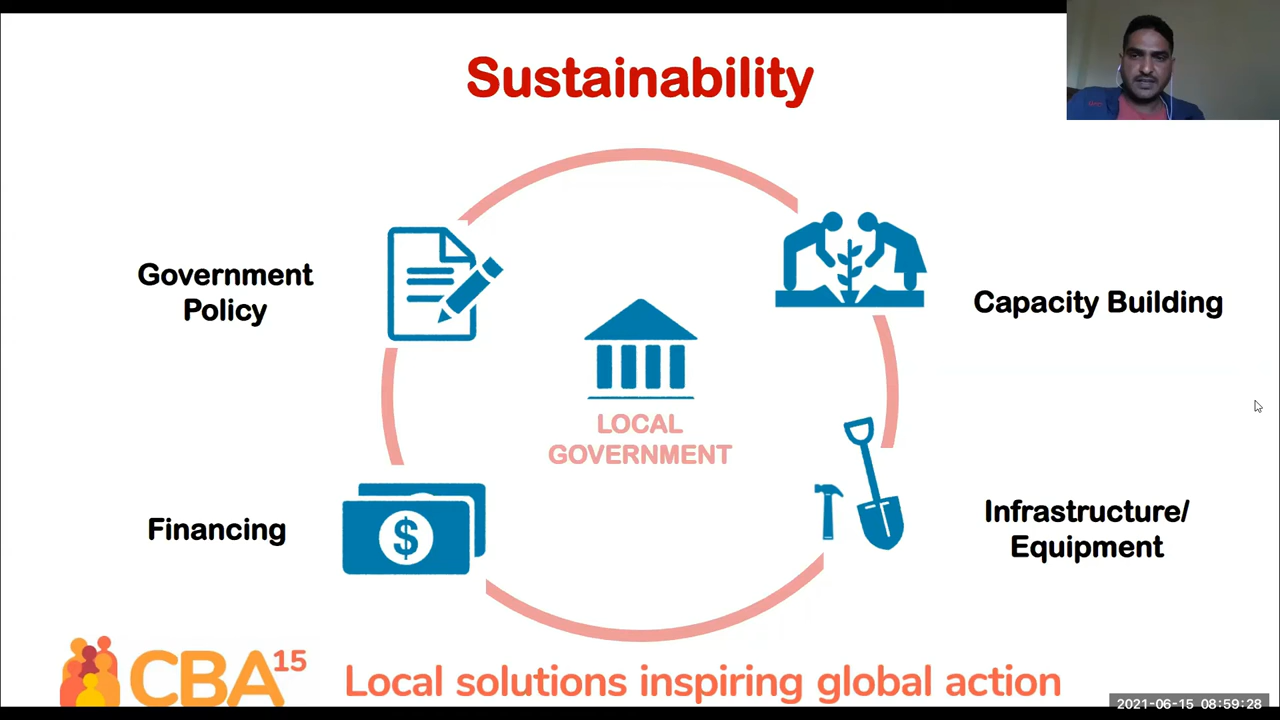 Sustainability
Government
Policy
Capacity Building
LOCAL
GOVERNMENT
$
Financing
Infrastructure/
Equipment
CBA15
Local solutions inspiring global action
2021-06-15 08:59:28